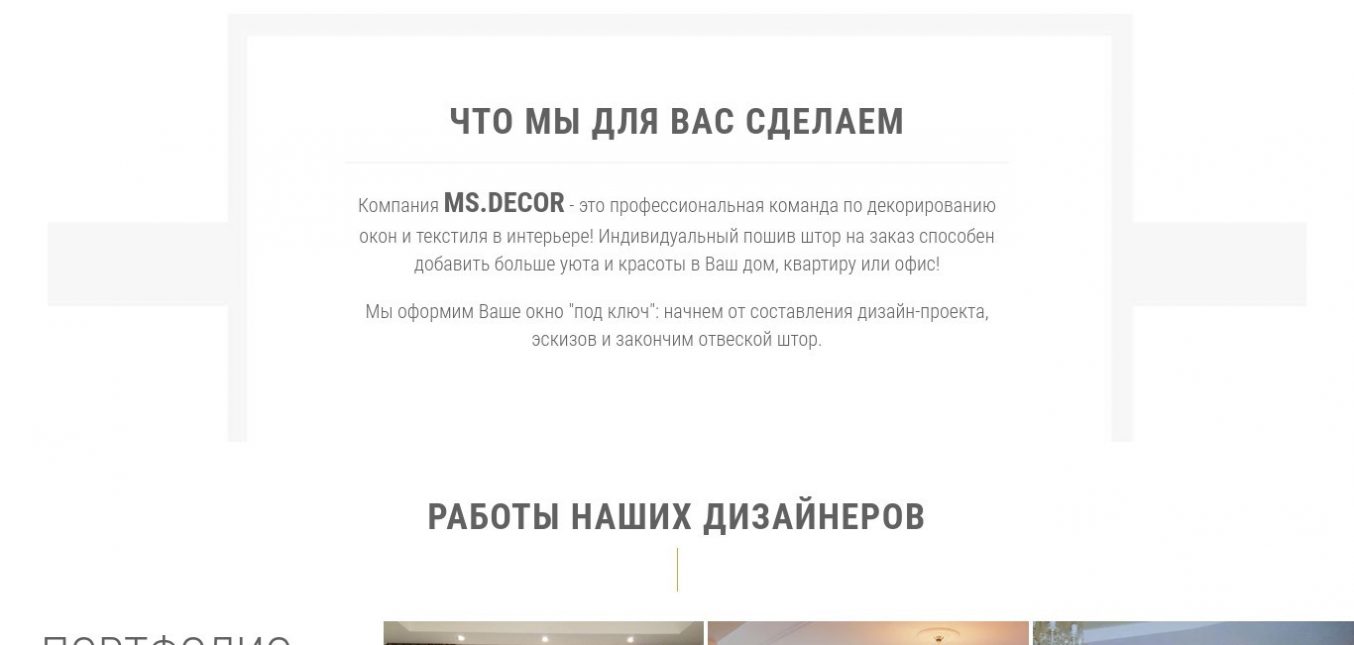 ЧТО МЫ ДЛЯ ВАС СДЕЛАЕМ
Компания MS.DECOR - это профессиональная команда по декорированию
окон и текстиля в интерьере! Индивидуальный пошив штор на заказ способен
добавить больше уюта и красоты в Ваш дом, квартиру или офис!
Мы оформим Ваше окно "под ключ": начнем от составления дизайн-проекта,
эскизов и закончим отвеской штор.
РАБОТЫ НАШИХ ДИЗАЙНЕРОВ
ПОРТФОЛИО